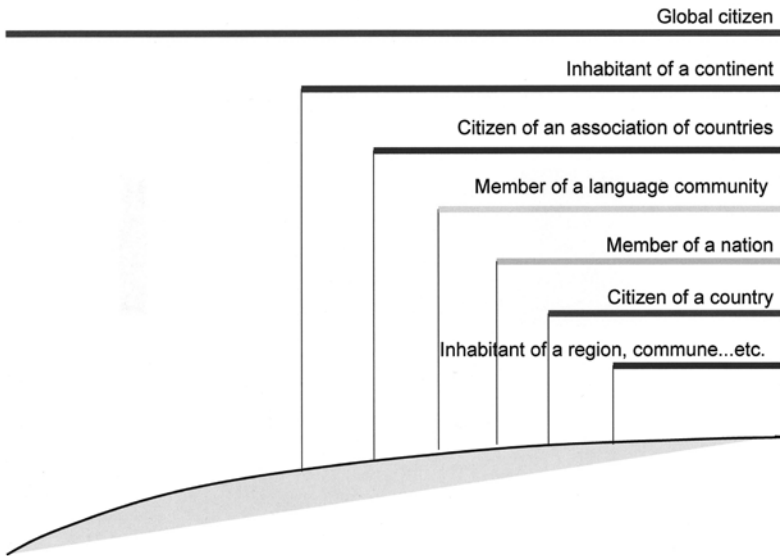 Global citizen
Inhabitant of a continent
Citizen of an association of countries
Member of a language community
Member of a nation
Citizen of a country
Inhabitant of a region, commune...etc.